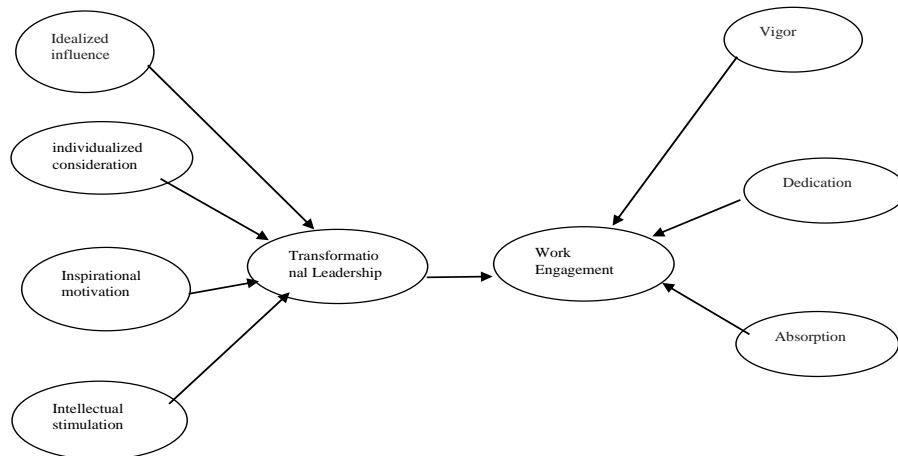 Idealized
influence
Vigor
individualized
consideration
Dedication
Transformatio
nal Leadership
Work
Engagement
Inspirational
motivation
Absorption
Intellectual
stimulation